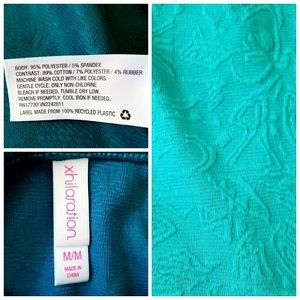 BODY: 95% POLYESTER / 5% SPANDEX
CONTRAST: 89% COTTON / 7% POLYESTER / 4% RUBBER
MACHINE WASH COLD WITH LIKE COLORS.
GENTLE CYCLE. ONLY NON-CHLORINE
BLEACH IF NEEDED. TUMBLE DRY LOW.
REMOVE PROMPTLY. COOL IRON IF NEEDED.
RN17730 VN2242811
LABEL MADE FROM 100% RECYCLED PLASTIC
xhilaration
M/M
MADE IN
CHINA